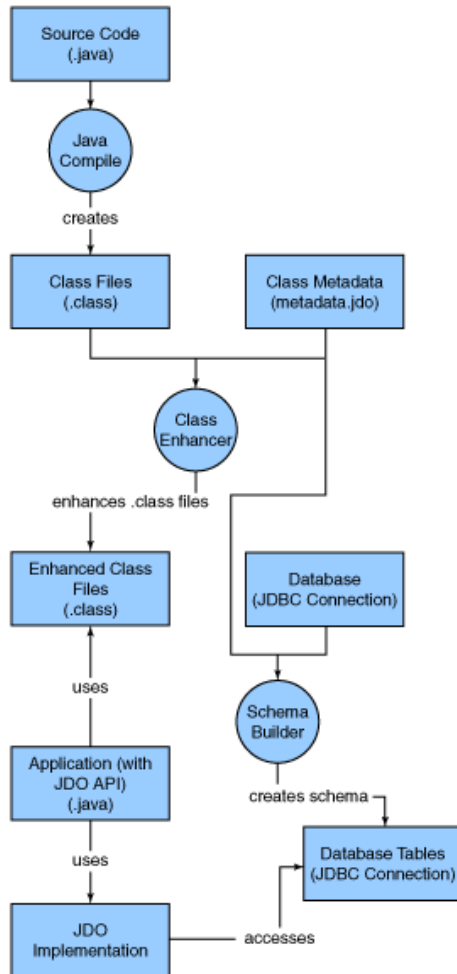 Source Code
(.java)
Java
Compile
creates
Class Files
(.class)
Class Metadata
(metadata.jdo)
Class
Enhancer
enhances .class files
Enhanced Class
Files
(.class)
Database
(JDBC Connection)
uses
Schema
Builder
Application (with
JDO API)
(.java)
creates schema
uses
Database Tables
(JDBC Connection)
JDO
Implementation
accesses